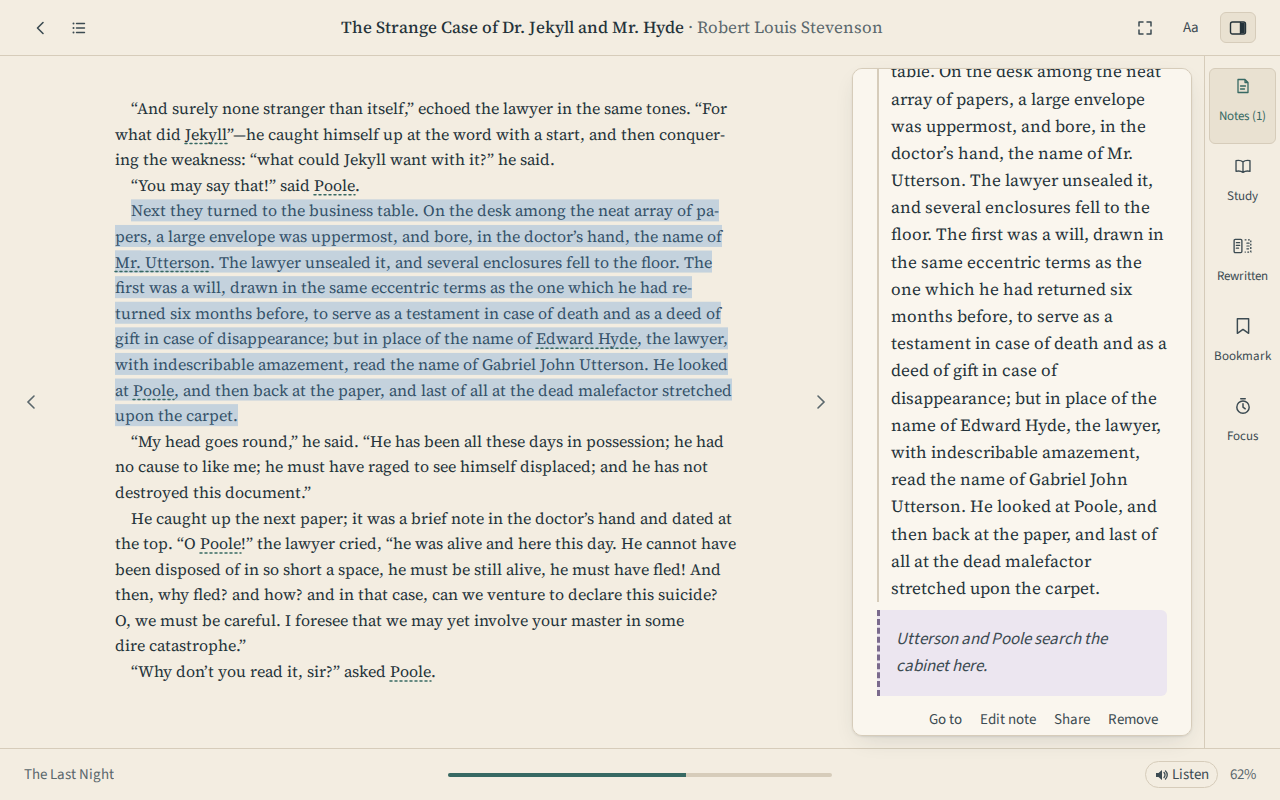 The Strange Case of Dr. Jekyll and Mr. Hyde · Robert Louis Stevenson
Aa
“And surely none stranger than itself,” echoed the lawyer in the same tones. “For
what did Jekyll”—he caught himself up at the word with a start, and then conquer-
ing the weakness: “what could Jekyll want with it?” he said.
“You may say that!” said Poole.
Next they turned to the business table. On the desk among the neat array of pa-
pers, a large envelope was uppermost, and bore, in the doctor’s hand, the name of
Mr. Utterson. The lawyer unsealed it, and several enclosures fell to the floor. The
first was a will, drawn in the same eccentric terms as the one which he had re-
turned six months before, to serve as a testament in case of death and as a deed of
gift in case of disappearance; but in place of the name of Edward Hyde, the lawyer,
with indescribable amazement, read the name of Gabriel John Utterson. He looked
at Poole, and then back at the paper, and last of all at the dead malefactor stretched
upon the carpet.
“My head goes round,” he said. “He has been all these days in possession; he had
no cause to like me; he must have raged to see himself displaced; and he has not
destroyed this document.”
He caught up the next paper; it was a brief note in the doctor’s hand and dated at
the top. “O Poole!” the lawyer cried, “he was alive and here this day. He cannot have
been disposed of in so short a space, he must be still alive, he must have fled! And
then, why fled? and how? and in that case, can we venture to declare this suicide?
O, we must be careful. I foresee that we may yet involve your master in some
dire catastrophe.”
“Why don’t you read it, sir?” asked Poole.
table. On the desk among the neat
array of papers, a large envelope
was uppermost, and bore, in the
doctor’s hand, the name of Mr.
Utterson. The lawyer unsealed it,
and several enclosures fell to the
floor. The first was a will, drawn in
the same eccentric terms as the
one which he had returned six
months before, to serve as a
testament in case of death and as a
deed of gift in case of
disappearance; but in place of the
name of Edward Hyde, the lawyer,
with indescribable amazement,
read the name of Gabriel John
Utterson. He looked at Poole, and
then back at the paper, and last of
all at the dead malefactor
stretched upon the carpet.
Utterson and Poole search the
cabinet here.
Go to Edit note Share Remove
Notes (1)
Study
Rewritten
Bookmark
Focus
The Last Night
Listen
62%